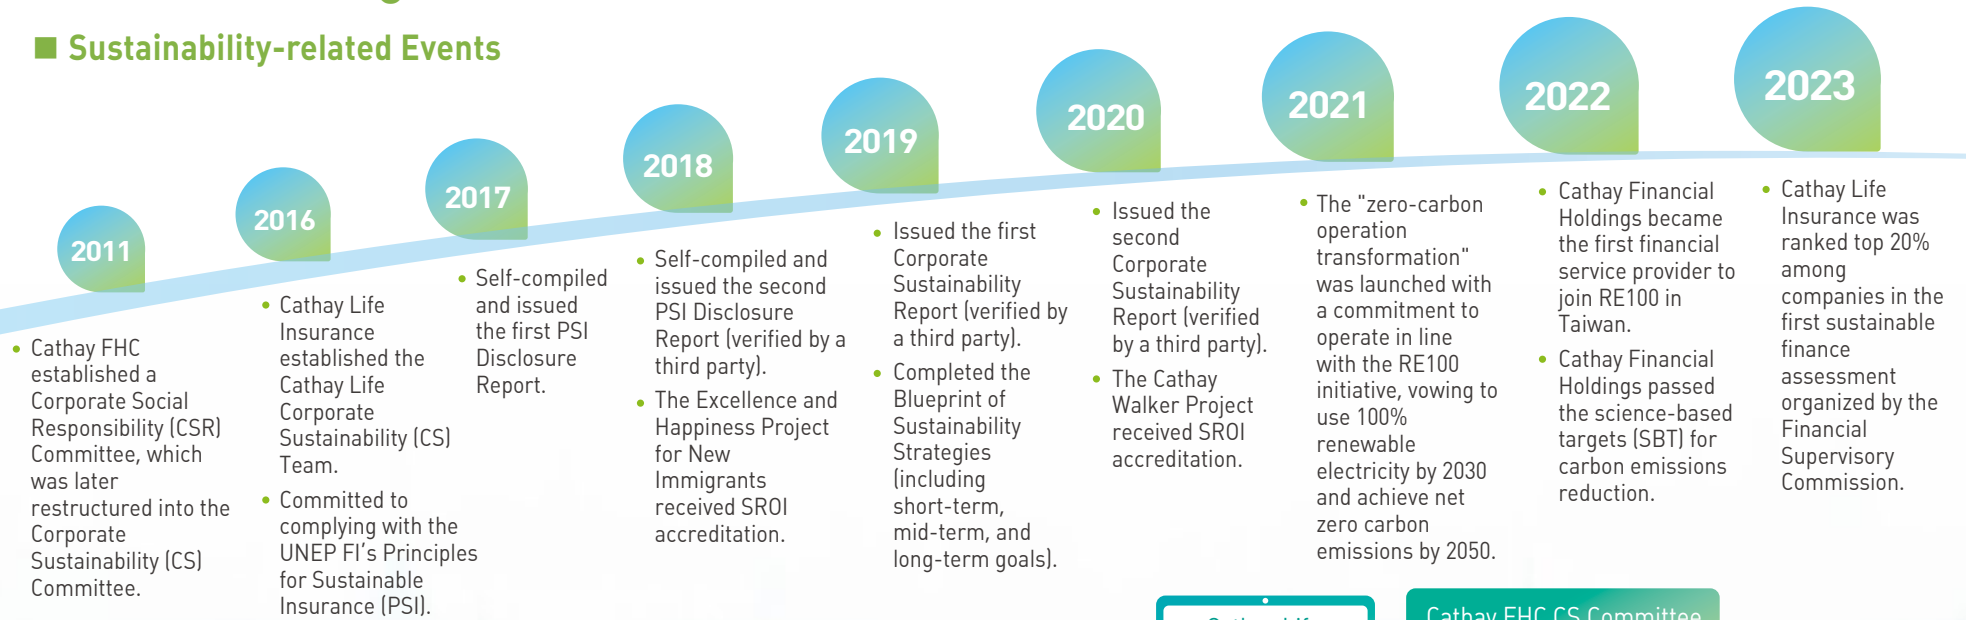 ■ Sustainability-related Events
2011
• Cathay FHC
established a
Corporate Social
Responsibility (CSR)
Committee, which
was later
restructured into the
Corporate
Sustainability (CS)
Committee.
2016
• Cathay Life
Insurance
established the
Cathay Life
Corporate
Sustainability (CS)
Team.
• Committed to
complying with the
UNEP FI’s Principles
for Sustainable
Insurance (PSI).
2017
• Self-compiled
and issued
the first PSI
Disclosure
Report.
2018
• Self-compiled and
issued the second
PSI Disclosure
Report (verified by a
third party).
• The Excellence and
Happiness Project
for New
Immigrants
received SROI
accreditation.
2019
• Issued the first
Corporate
Sustainability
Report (verified by
a third party).
• Completed the
Blueprint of
Sustainability
Strategies
(including
short-term,
mid-term, and
long-term goals).
2020
• Issued the
second
Corporate
Sustainability
Report (verified
by a third party).
• The Cathay
Walker Project
received SROI
accreditation.
2021
• The "zero-carbon
operation
transformation"
was launched with
a commitment to
operate in line
with the RE100
initiative, vowing to
use 100%
renewable
electricity by 2030
and achieve net
zero carbon
emissions by 2050.
2022
• Cathay Financial
Holdings became
the first financial
service provider to
join RE100 in
Taiwan.
• Cathay Financial
Holdings passed
the science-based
targets (SBT) for
carbon emissions
reduction.
2023
• Cathay Life
Insurance was
ranked top 20%
among
companies in the
first sustainable
finance
assessment
organized by the
Financial
Supervisory
Commission.
Cathay FHC CS Committee